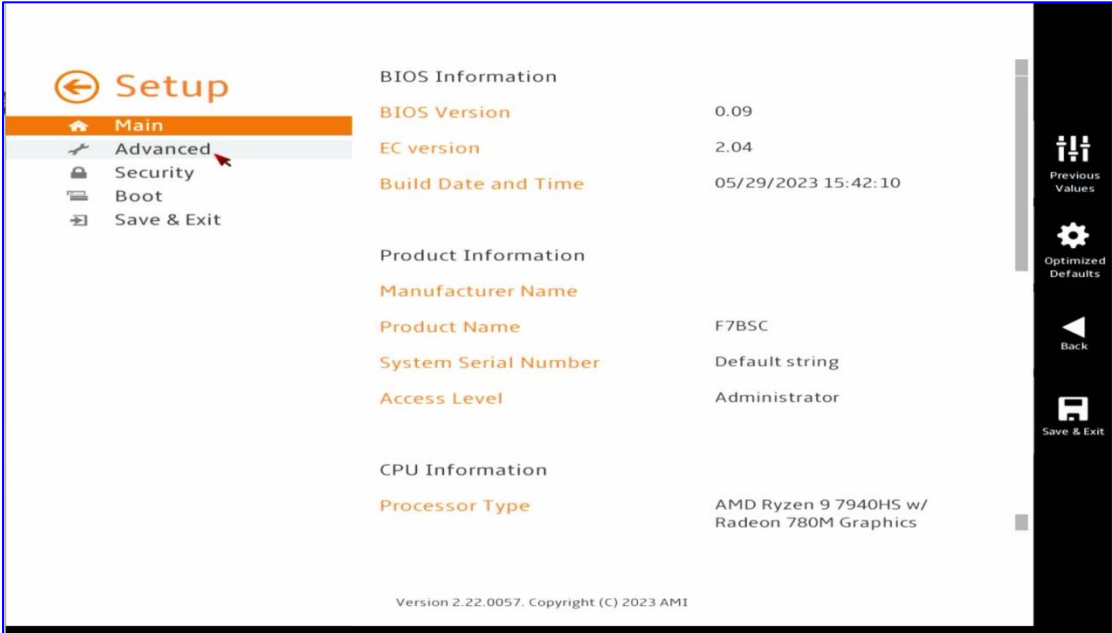 Setup
Main
Advanced
Security
Boot
Save & Exit
BIOS Information
BIOS Version 0.09
EC version 2.04
Build Date and Time 05/29/2023 15:42:10
Product Information
Manufacturer Name
Product Name F7BSC
System Serial Number Default string
Access Level Administrator
CPU Information
Processor Type AMD Ryzen 9 7940HS w/
Radeon 780M Graphics
Previous
Values
Optimized
Defaults
Back
Save & Exit
Version 2.22.0057. Copyright (C) 2023 AMI